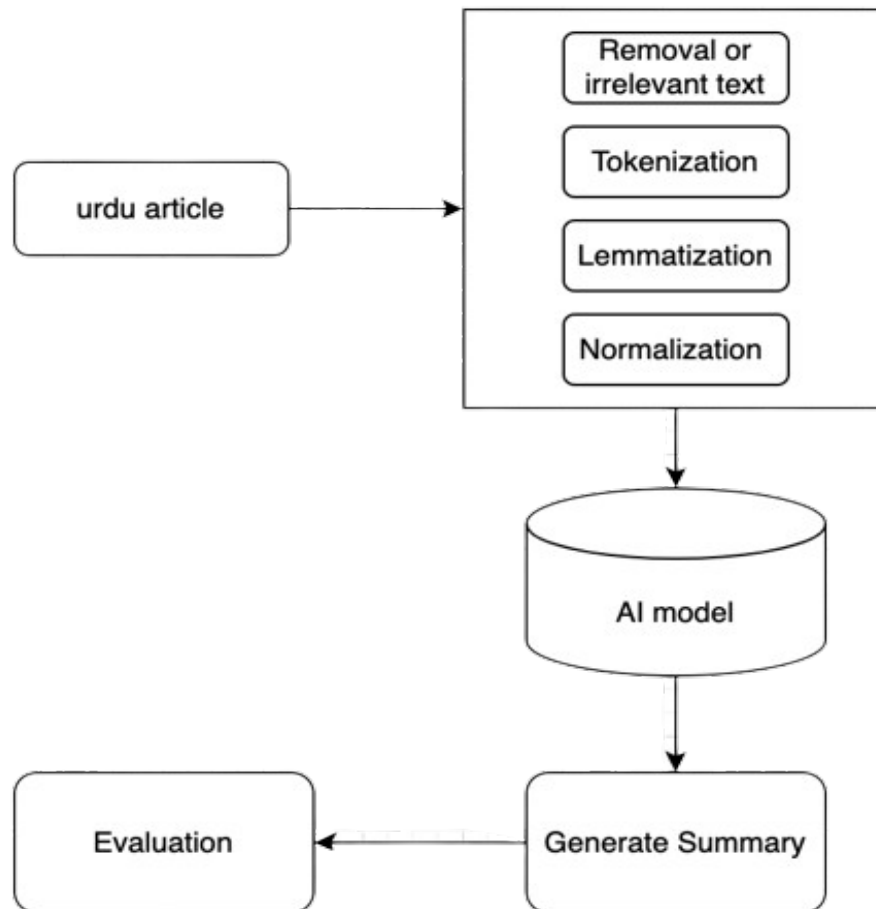 Removal or
irrelevant text
urdu article
Tokenization
Lemmatization
Normalization
AI model
Evaluation
Generate Summary